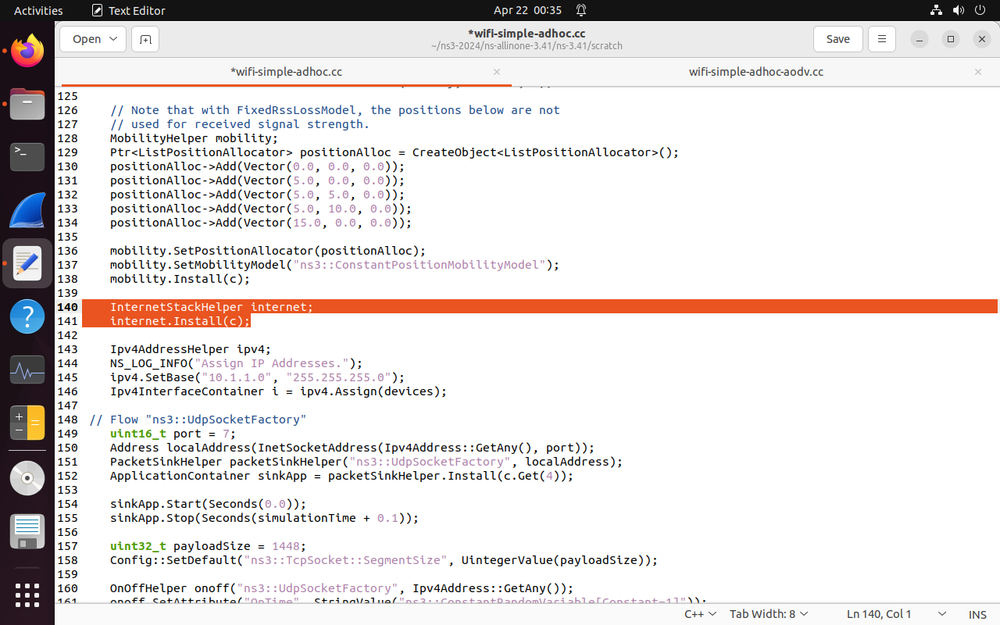 Activities
Text Editor
Apr 22 00:35
Open
*wifi-simple-adhoc.cc
~/ns3-2024/ns-allinone-3.41/ns-3.41/scratch
Save
*wifi-simple-adhoc.cc
wifi-simple-adhoc-aodv.cc
125
126 // Note that with FixedRssLossModel, the positions below are not
127 // used for received signal strength.
128 MobilityHelper mobility;
129 Ptr<ListPositionAllocator> positionAlloc = CreateObject<ListPositionAllocator>();
130 positionAlloc->Add(Vector(0.0, 0.0, 0.0));
131 positionAlloc->Add(Vector(5.0, 0.0, 0.0));
132 positionAlloc->Add(Vector(5.0, 5.0, 0.0));
133 positionAlloc->Add(Vector(5.0, 10.0, 0.0));
134 positionAlloc->Add(Vector(15.0, 0.0, 0.0));
135
136 mobility.SetPositionAllocator(positionAlloc);
137 mobility.SetMobilityModel("ns3::ConstantPositionMobilityModel");
138 mobility.Install(c);
139
140 InternetStackHelper internet;
141 internet.Install(c);
142
143 Ipv4AddressHelper ipv4;
144 NS_LOG_INFO("Assign IP Addresses.");
145 ipv4.SetBase("10.1.1.0", "255.255.255.0");
146 Ipv4InterfaceContainer i = ipv4.Assign(devices);
147
148 // Flow "ns3::UdpSocketFactory"
149 uint16_t port = 7;
150 Address localAddress(InetSocketAddress(Ipv4Address::GetAny(), port));
151 PacketSinkHelper packetSinkHelper("ns3::UdpSocketFactory", localAddress);
152 ApplicationContainer sinkApp = packetSinkHelper.Install(c.Get(4));
153
154 sinkApp.Start(Seconds(0.0));
155 sinkApp.Stop(Seconds(simulationTime + 0.1));
156
157 uint32_t payloadSize = 1448;
158 Config::SetDefault("ns3::TcpSocket::SegmentSize", UintegerValue(payloadSize));
159
160 OnOffHelper onoff("ns3::UdpSocketFactory", Ipv4Address::GetAny());
161 onoff.SetAttribute("OnTime", StringValue("ns3::ConstantRandomVariable[Constant=1]"));
C++
Tab Width: 8
Ln 140, Col 1
INS